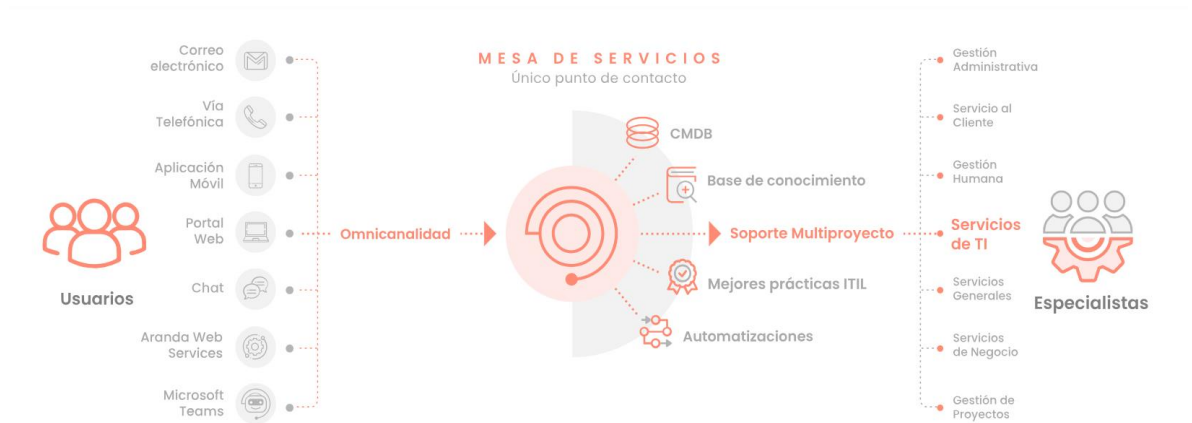 Correo
electrónico
Vía
Telefónica
Aplicación
Móvil
Portal
Web
Chat
Aranda Web
Services
Microsoft
Teams
Usuarios
Omnicanalidad
MESA DE SERVICIOS
Único punto de contacto
CMDB
Base de conocimiento
Soporte Multiproyecto
Mejores prácticas ITIL
Automatizaciones
Gestión
Administrativa
Servicio al
Cliente
Gestión
Humana
Servicios
de TI
Servicios
Generales
Servicios
de Negocio
Gestión de
Proyectos
Especialistas